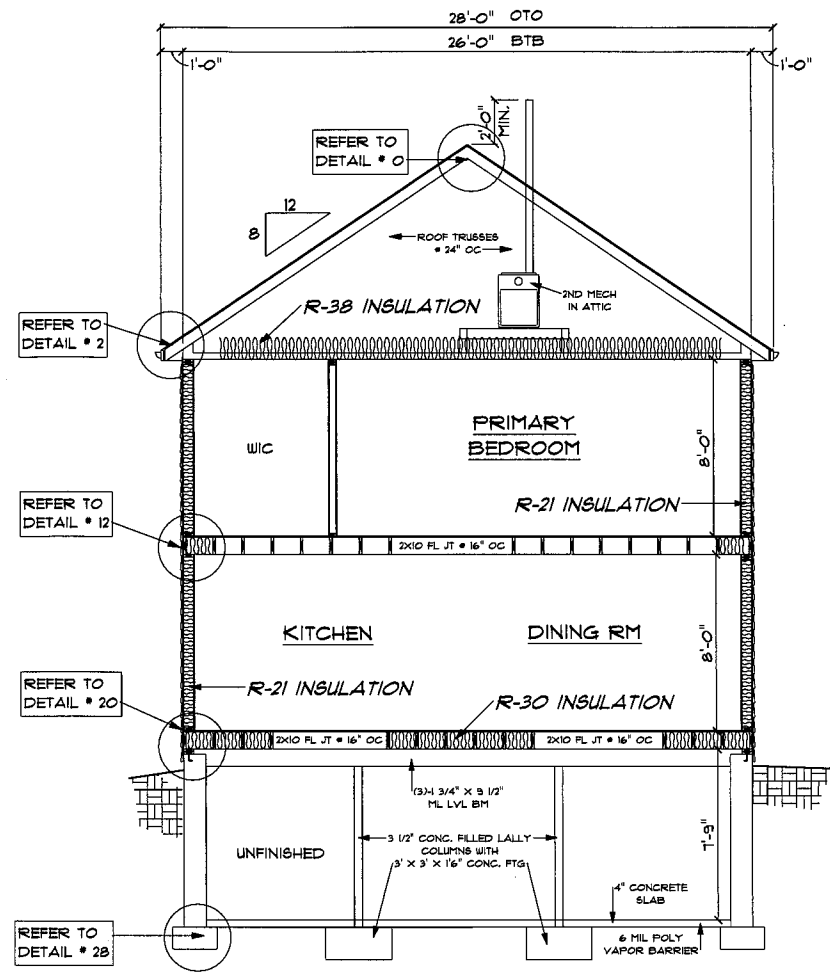 28'-0" OTO
26'-0" BTB
1'-0"
1'-0"
2'-0"
MIN.
REFER TO
DETAIL # 0
12
8
ROOF TRUSSES
@ 24" OC
2ND MECH
IN ATTIC
R-38 INSULATION
REFER TO
DETAIL # 2
PRIMARY
BEDROOM
WIC
8'-0"
R-21 INSULATION
REFER TO
DETAIL # 12
2X10 FL JT @ 16" OC
KITCHEN
DINING RM
8'-0"
REFER TO
DETAIL # 20
R-21 INSULATION
R-30 INSULATION
2X10 FL JT @ 16" OC
2X10 FL JT @ 16" OC
(3)-1 3/4" X 9 1/2"
ML LVL BM
7'-9"
3 1/2" CONC. FILLED LALLY
COLUMNS WITH
3' X 3' X 1'6" CONC. FTG
UNFINISHED
4" CONCRETE
SLAB
REFER TO
DETAIL # 28
6 MIL POLY
VAPOR BARRIER